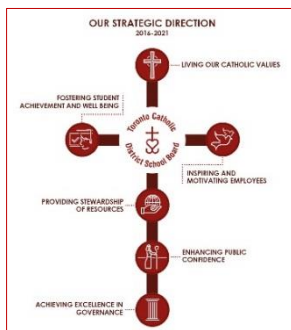 OUR STRATEGIC DIRECTION
2016-2021
LIVING OUR CATHOLIC VALUES
FOSTERING STUDENT
ACHIEVEMENT AND WELL BEING
Toronto Catholic
District School Board
INSPIRING AND
MOTIVATING EMPLOYEES
PROVIDING STEWARDSHIP
OF RESOURCES
ENHANCING PUBLIC
CONFIDENCE
ACHIEVING EXCELLENCE IN
GOVERNANCE